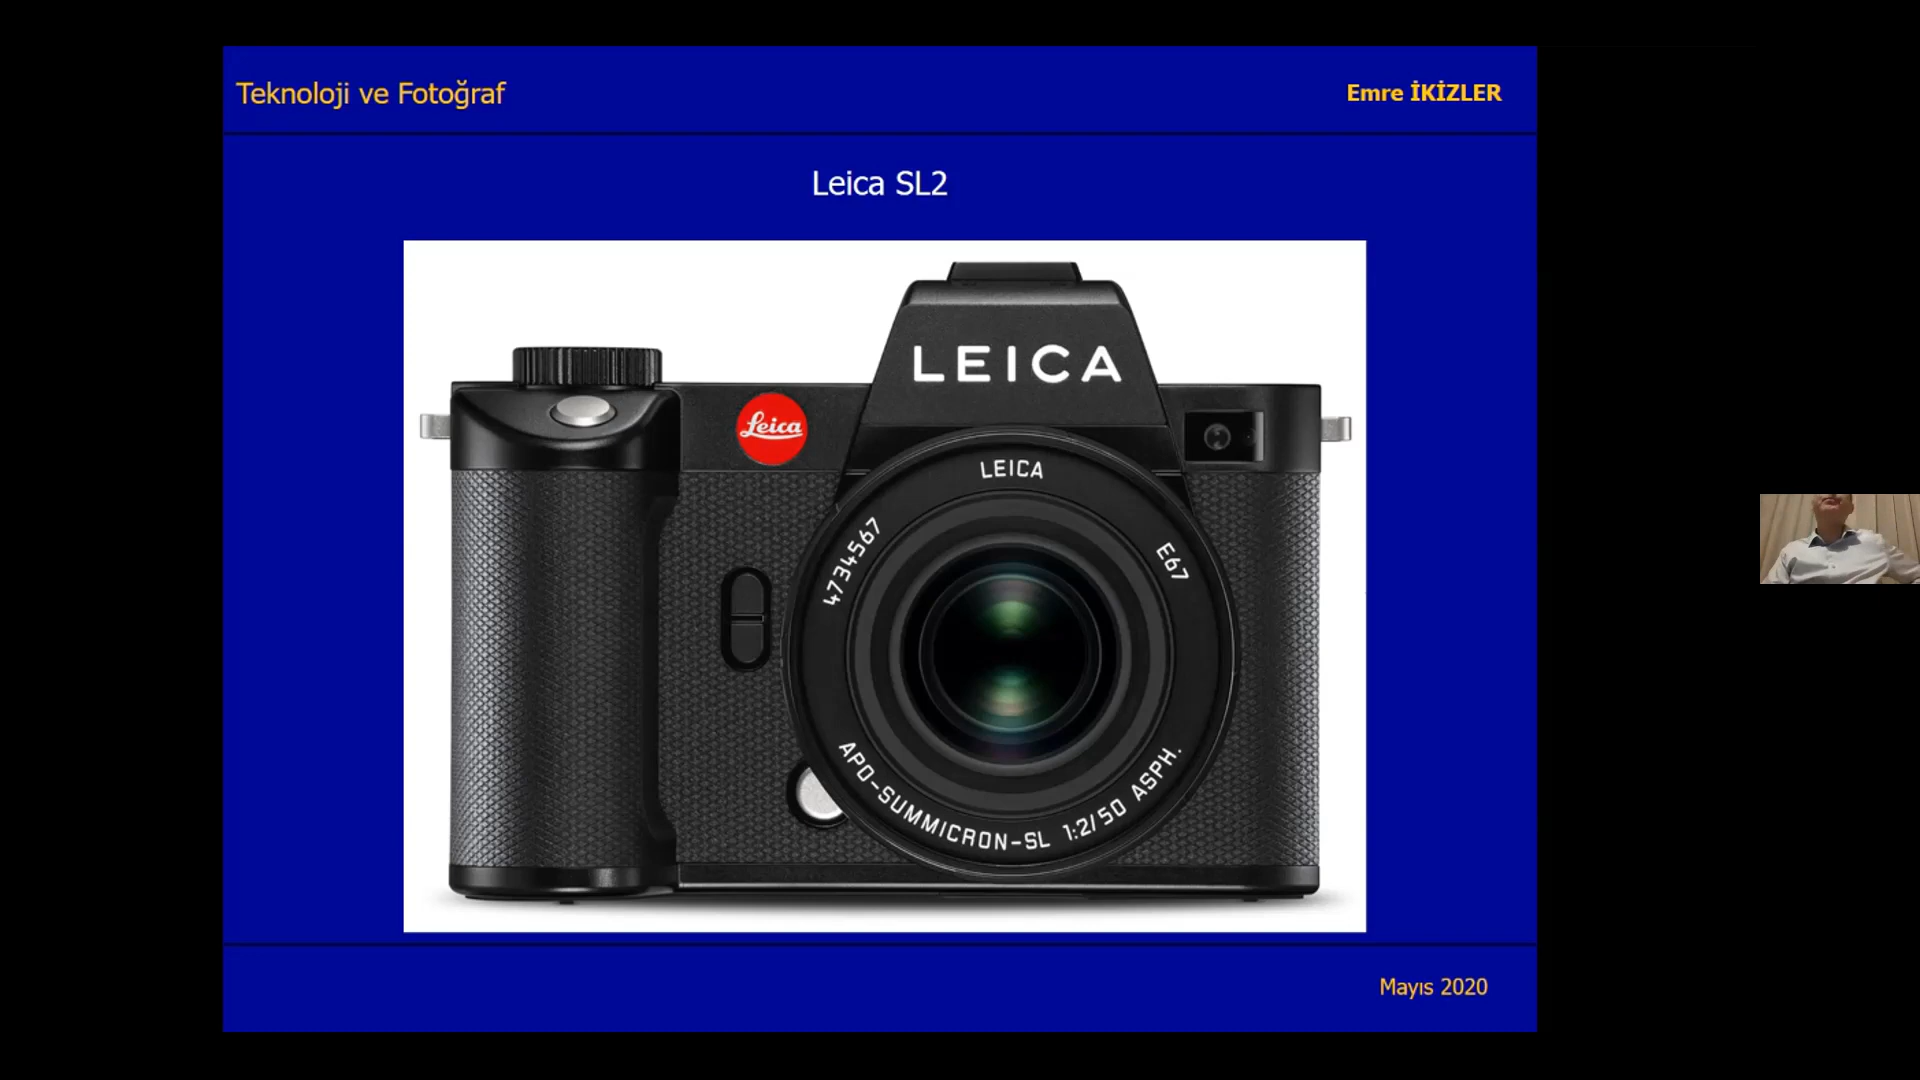 Teknoloji ve Fotoğraf
Emre İKİZLER
Leica SL2
LEICA
Leica
LEICA
4734567
E67
APO-SUMMICRON-SL 1:2/50 ASPH.
Mayıs 2020